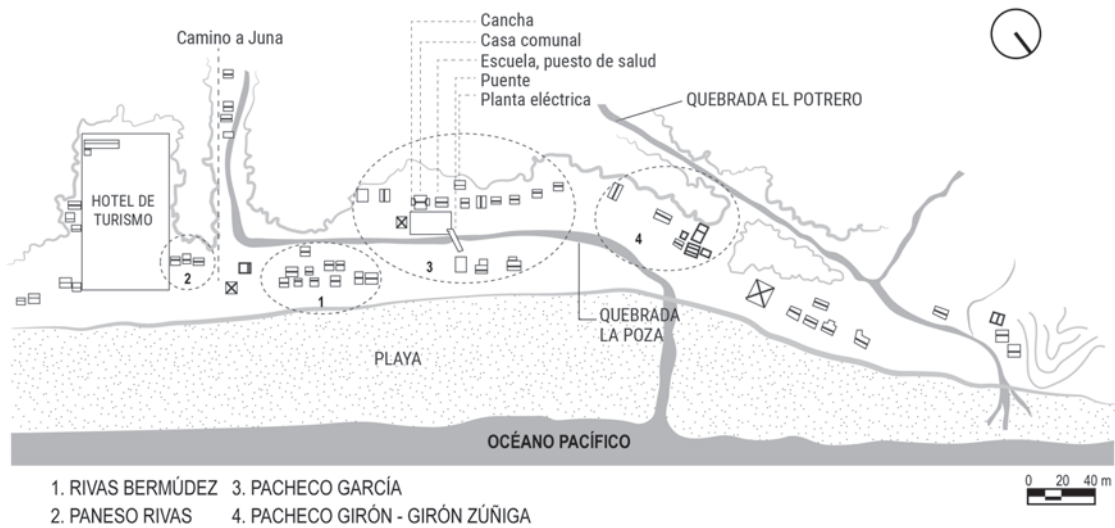 Cancha
Casa comunal
Escuela, puesto de salud
Puente
Planta eléctrica
Camino a Juna
QUEBRADA EL POTRERO
HOTEL DE
TURISMO
4
2
3
1
QUEBRADA
LA POZA
PLAYA
OCÉANO PACÍFICO
1. RIVAS BERMÚDEZ 3. PACHECO GARCÍA
2. PANESO RIVAS 4. PACHECO GIRÓN - GIRÓN ZÚÑIGA
0 20 40 m